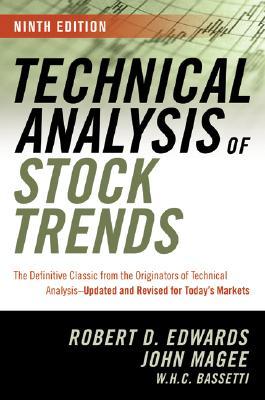 NINTH EDITION
TECHNICAL
ANALYSIS OF
STOCK
TRENDS
The Definitive Classic from the Originators of Technical
Analysis–Updated and Revised for Today's Markets
ROBERT D. EDWARDS
JOHN MAGEE
W.H.C. BASSETTI